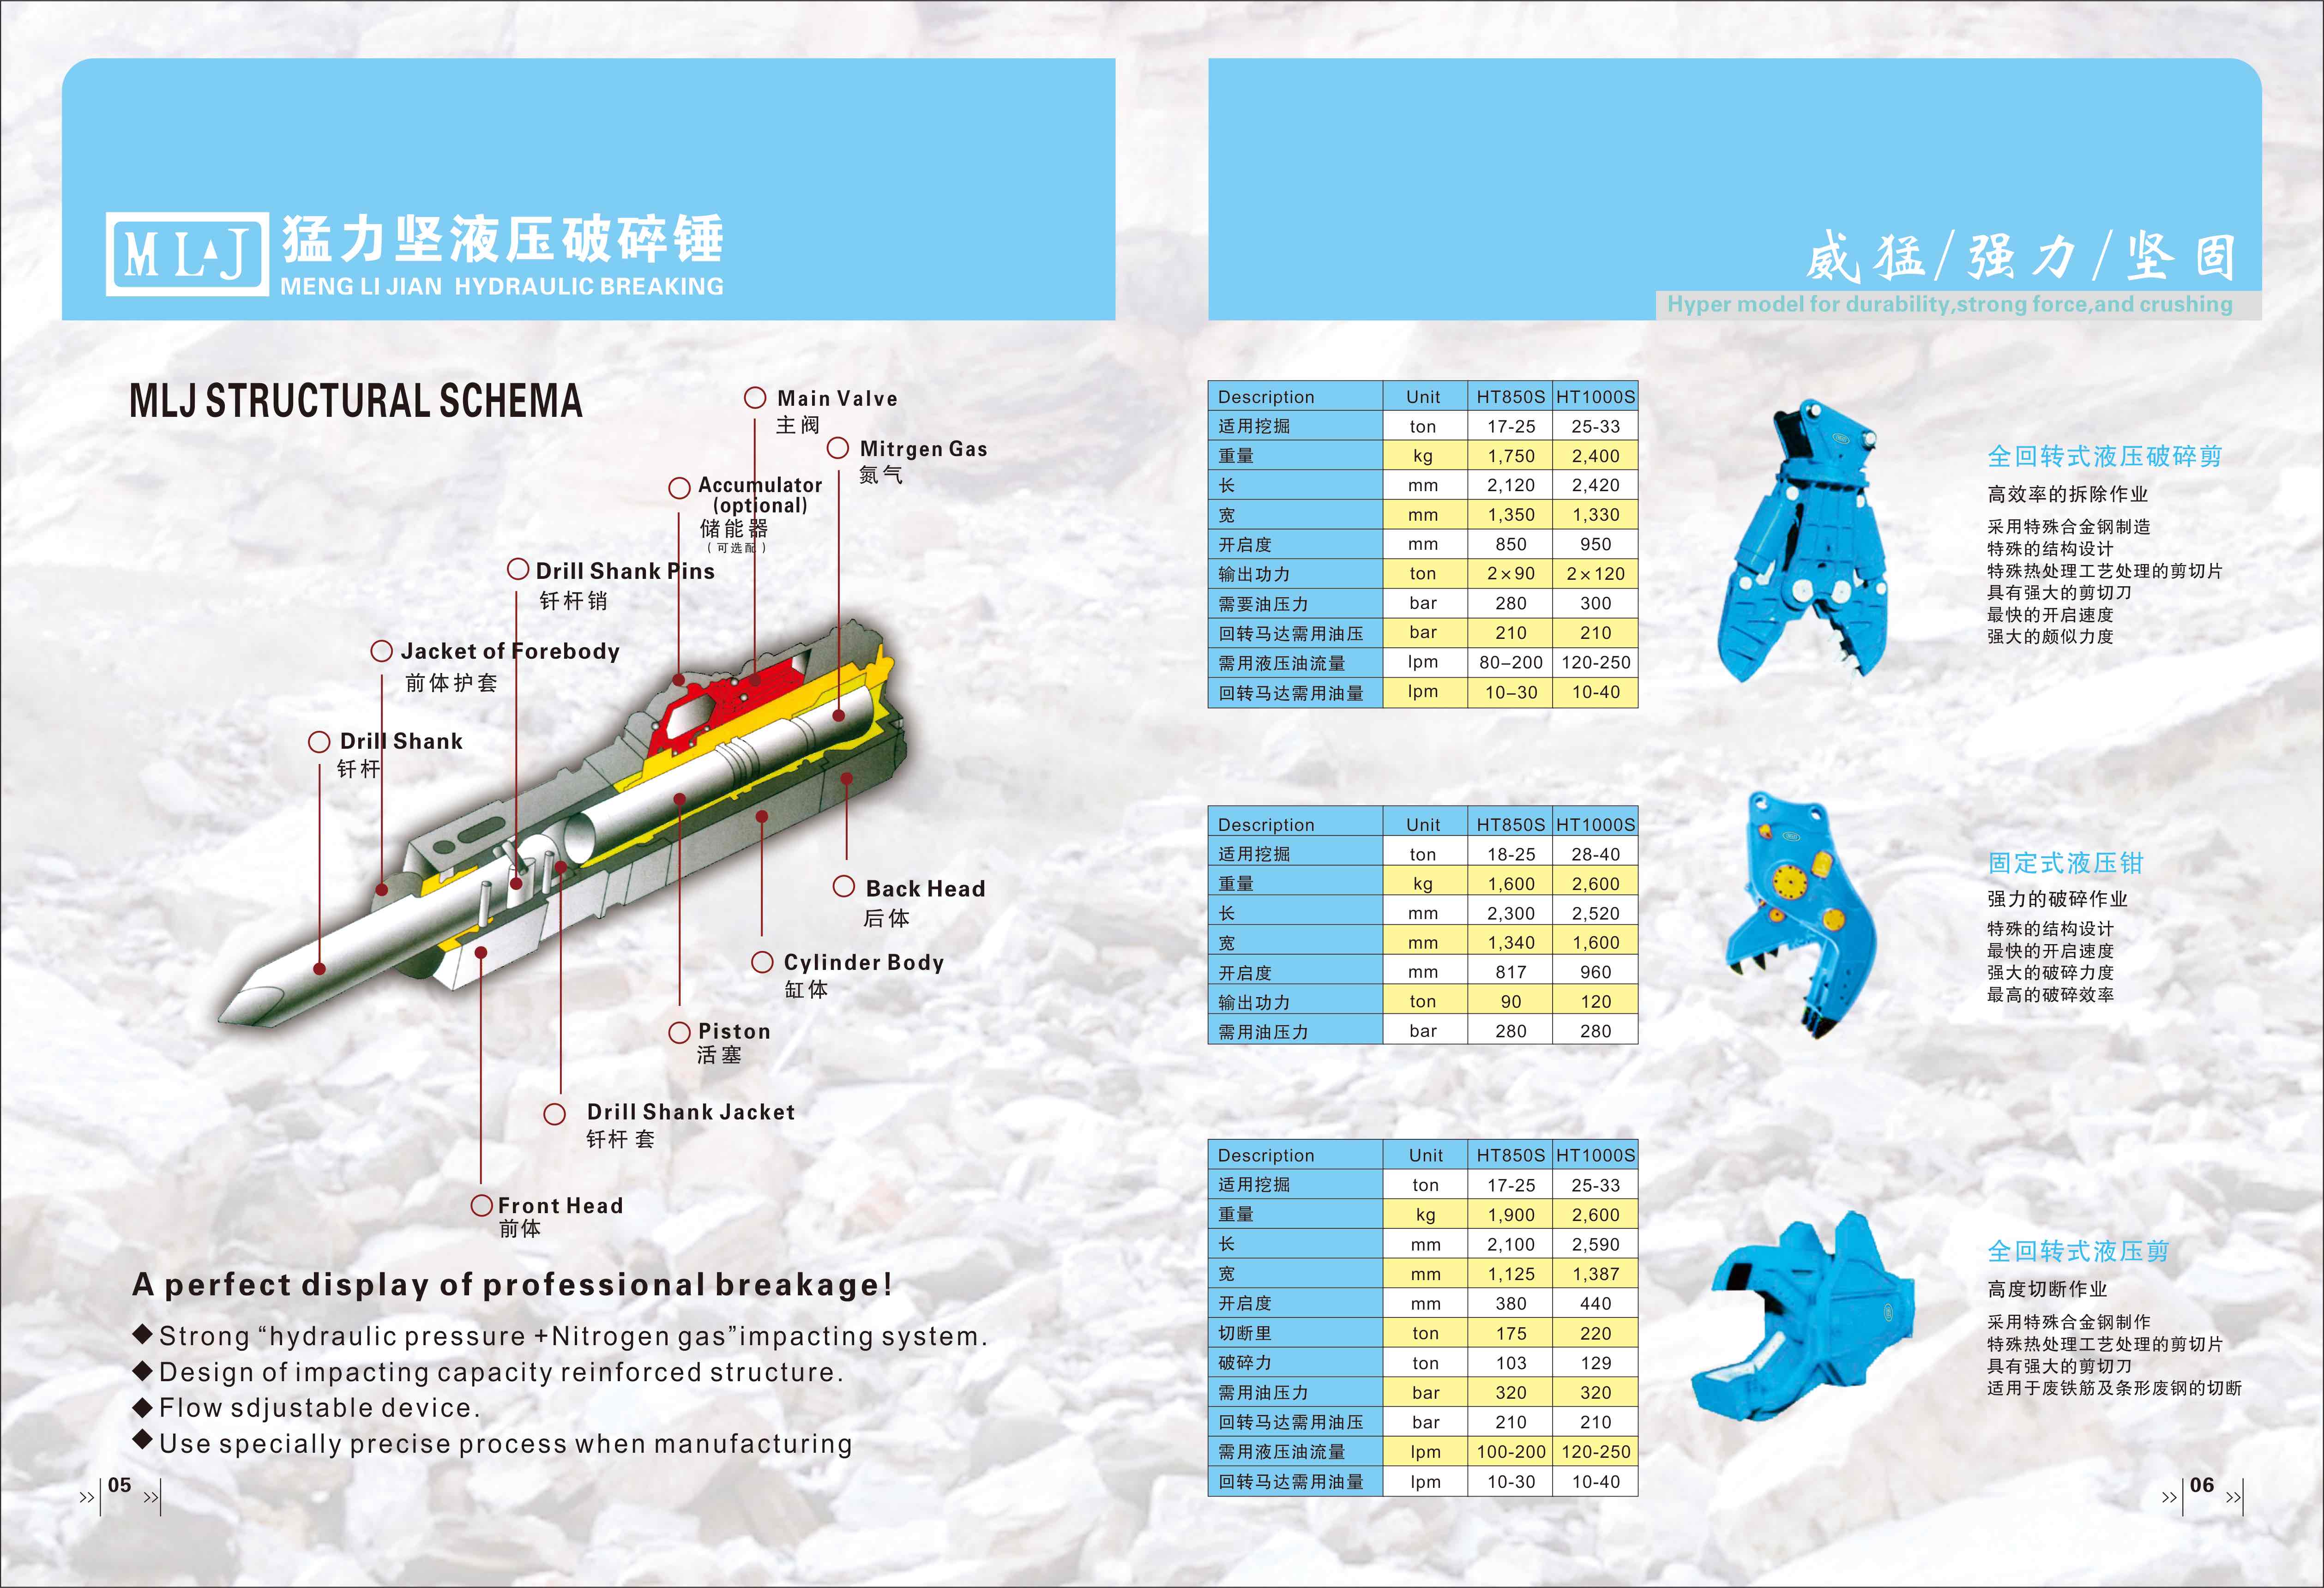 MLJ
猛力坚液压破碎锤
MENG LI JIAN HYDRAULIC BREAKING
MLJ STRUCTURAL SCHEMA
Main Valve
主阀
Mitrgen Gas
氮气
Accumulator
(optional)
储能器
(可选配)
Drill Shank Pins
钎杆销
Jacket of Forebody
前体护套
Drill Shank
钎杆
Back Head
后体
Cylinder Body
缸体
Piston
活塞
Drill Shank Jacket
钎杆 套
Front Head
前体
A perfect display of professional breakage!
◆Strong “hydraulic pressure +Nitrogen gas”impacting system.
◆Design of impacting capacity reinforced structure.
◆Flow sdjustable device.
◆Use specially precise process when manufacturing
>> 05 >>
威猛/强力/坚固
Hyper model for durability,strong force,and crushing
Description Unit HT850S HT1000S
适用挖掘 ton 17-25 25-33
重量 kg 1,750 2,400
长 mm 2,120 2,420
宽 mm 1,350 1,330
开启度 mm 850 950
输出功力 ton 2×90 2×120
需要油压力 bar 280 300
回转马达需用油压 bar 210 210
需用液压油流量 lpm 80–200 120-250
回转马达需用油量 lpm 10–30 10-40
全回转式液压破碎剪
高效率的拆除作业
采用特殊合金钢制造
特殊的结构设计
特殊热处理工艺处理的剪切片
具有强大的剪切刀
最快的开启速度
强大的颇似力度
Description Unit HT850S HT1000S
适用挖掘 ton 18-25 28-40
重量 kg 1,600 2,600
长 mm 2,300 2,520
宽 mm 1,340 1,600
开启度 mm 817 960
输出功力 ton 90 120
需用油压力 bar 280 280
固定式液压钳
强力的破碎作业
特殊的结构设计
最快的开启速度
强大的破碎力度
最高的破碎效率
Description Unit HT850S HT1000S
适用挖掘 ton 17-25 25-33
重量 kg 1,900 2,600
长 mm 2,100 2,590
宽 mm 1,125 1,387
开启度 mm 380 440
切断里 ton 175 220
破碎力 ton 103 129
需用油压力 bar 320 320
回转马达需用油压 bar 210 210
需用液压油流量 lpm 100-200 120-250
回转马达需用油量 lpm 10-30 10-40
全回转式液压剪
高度切断作业
采用特殊合金钢制作
特殊热处理工艺处理的剪切片
具有强大的剪切刀
适用于废铁筋及条形废钢的切断
>> 06 >>